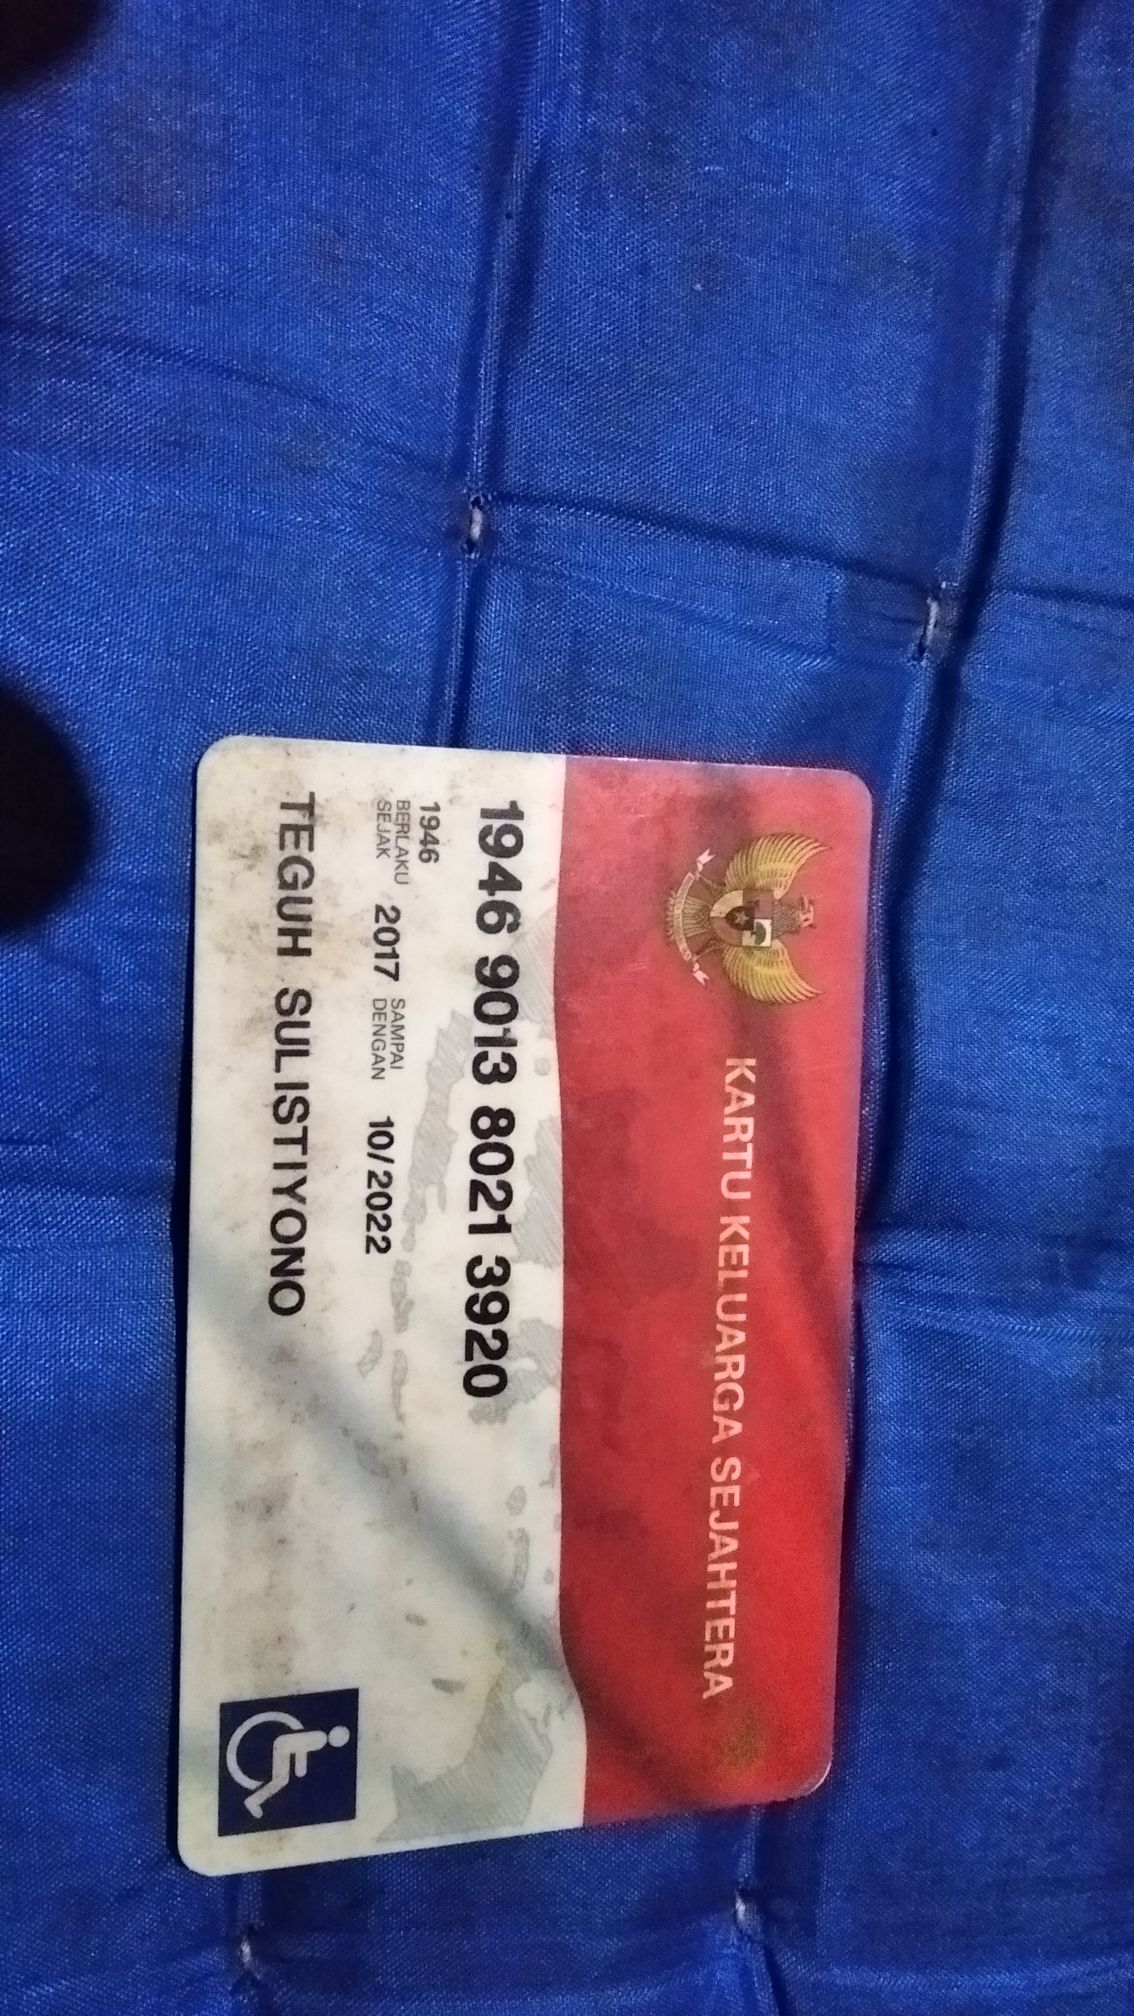 KARTU KELUARGA SEJAHTERA
1946 9013 8021 3920
1946
BERLAKU SEJAK 2017 SAMPAI DENGAN 10/2022
TEGUH SULISTIYONO